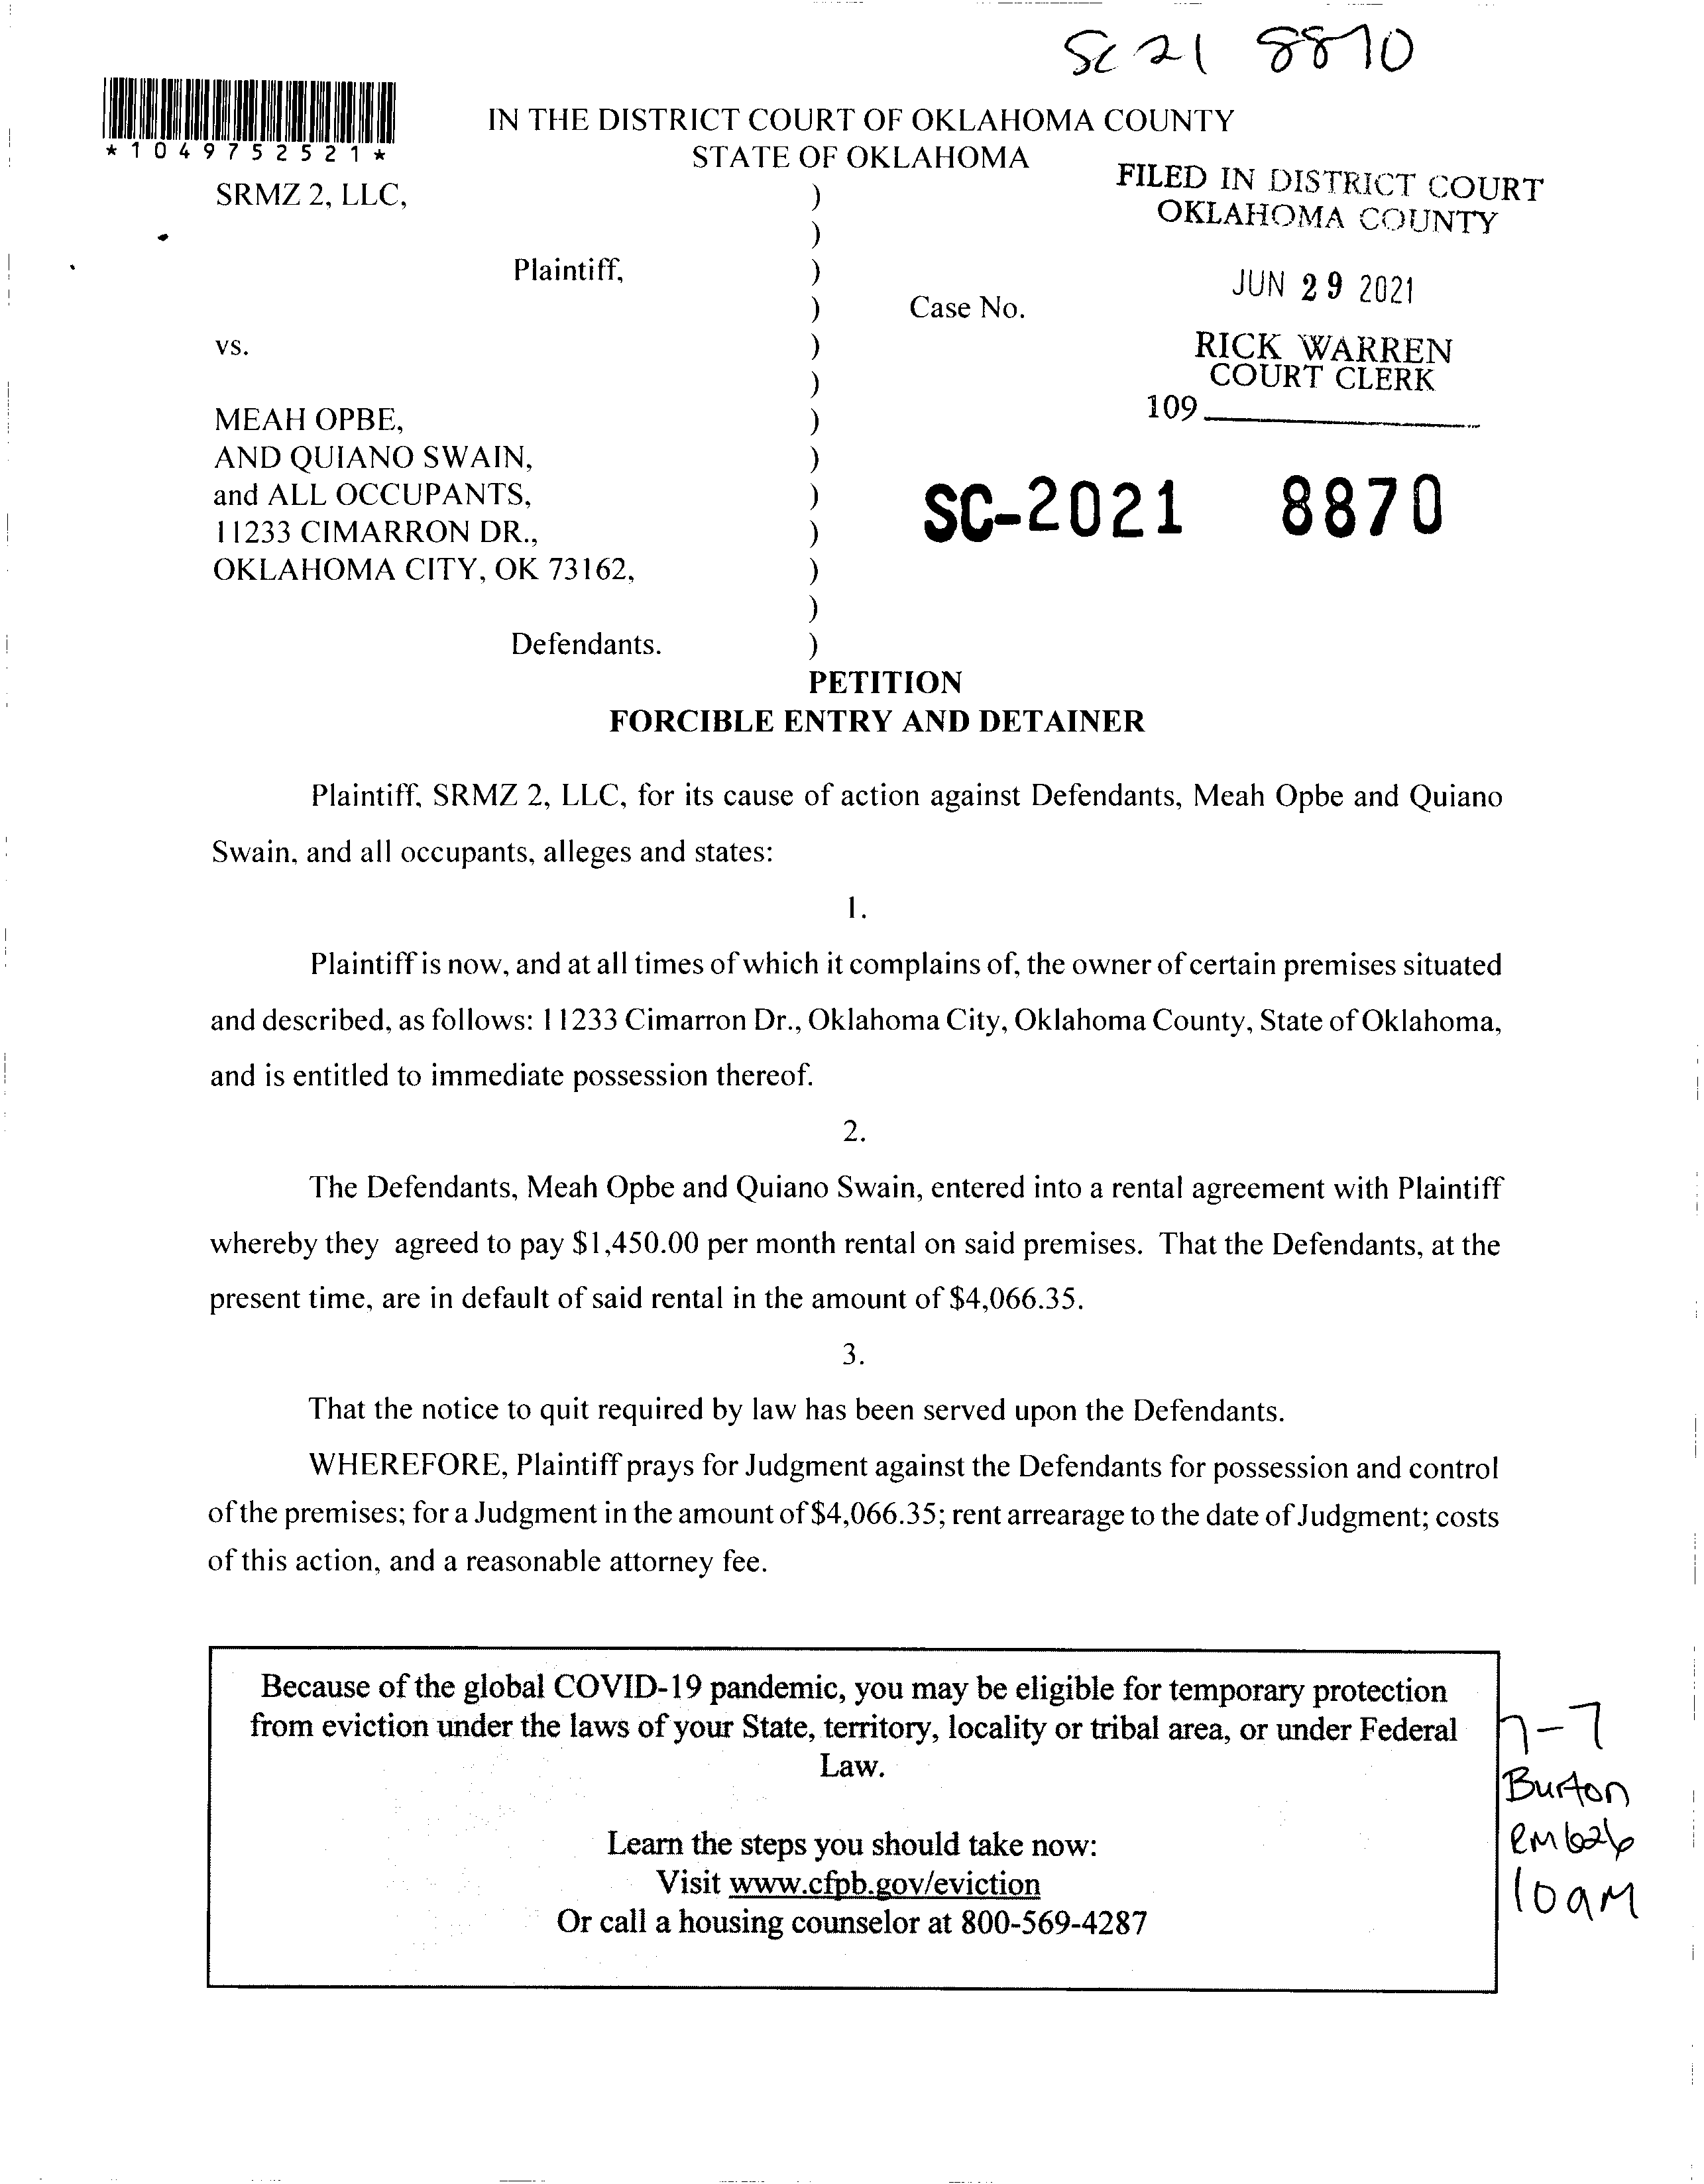 SC 21 8870
*1049752521*
IN THE DISTRICT COURT OF OKLAHOMA COUNTY
STATE OF OKLAHOMA
FILED IN DISTRICT COURT
OKLAHOMA COUNTY
JUN 29 2021
RICK WARREN
COURT CLERK
109
SRMZ 2, LLC, )
)
Plaintiff, )
) Case No.
vs. )
)
MEAH OPBE, )
AND QUIANO SWAIN, )
and ALL OCCUPANTS, ) SC-2021 8870
11233 CIMARRON DR., )
OKLAHOMA CITY, OK 73162, )
)
Defendants. )
PETITION
FORCIBLE ENTRY AND DETAINER
Plaintiff, SRMZ 2, LLC, for its cause of action against Defendants, Meah Opbe and Quiano
Swain, and all occupants, alleges and states:
1.
Plaintiff is now, and at all times of which it complains of, the owner of certain premises situated
and described, as follows: 11233 Cimarron Dr., Oklahoma City, Oklahoma County, State of Oklahoma,
and is entitled to immediate possession thereof.
2.
The Defendants, Meah Opbe and Quiano Swain, entered into a rental agreement with Plaintiff
whereby they agreed to pay $1,450.00 per month rental on said premises. That the Defendants, at the
present time, are in default of said rental in the amount of $4,066.35.
3.
That the notice to quit required by law has been served upon the Defendants.
WHEREFORE, Plaintiff prays for Judgment against the Defendants for possession and control
of the premises; for a Judgment in the amount of $4,066.35; rent arrearage to the date of Judgment; costs
of this action, and a reasonable attorney fee.
Because of the global COVID-19 pandemic, you may be eligible for temporary protection
from eviction under the laws of your State, territory, locality or tribal area, or under Federal
Law.
Learn the steps you should take now:
Visit www.cfpb.gov/eviction
Or call a housing counselor at 800-569-4287
7-7
Burton
RM 626
10am